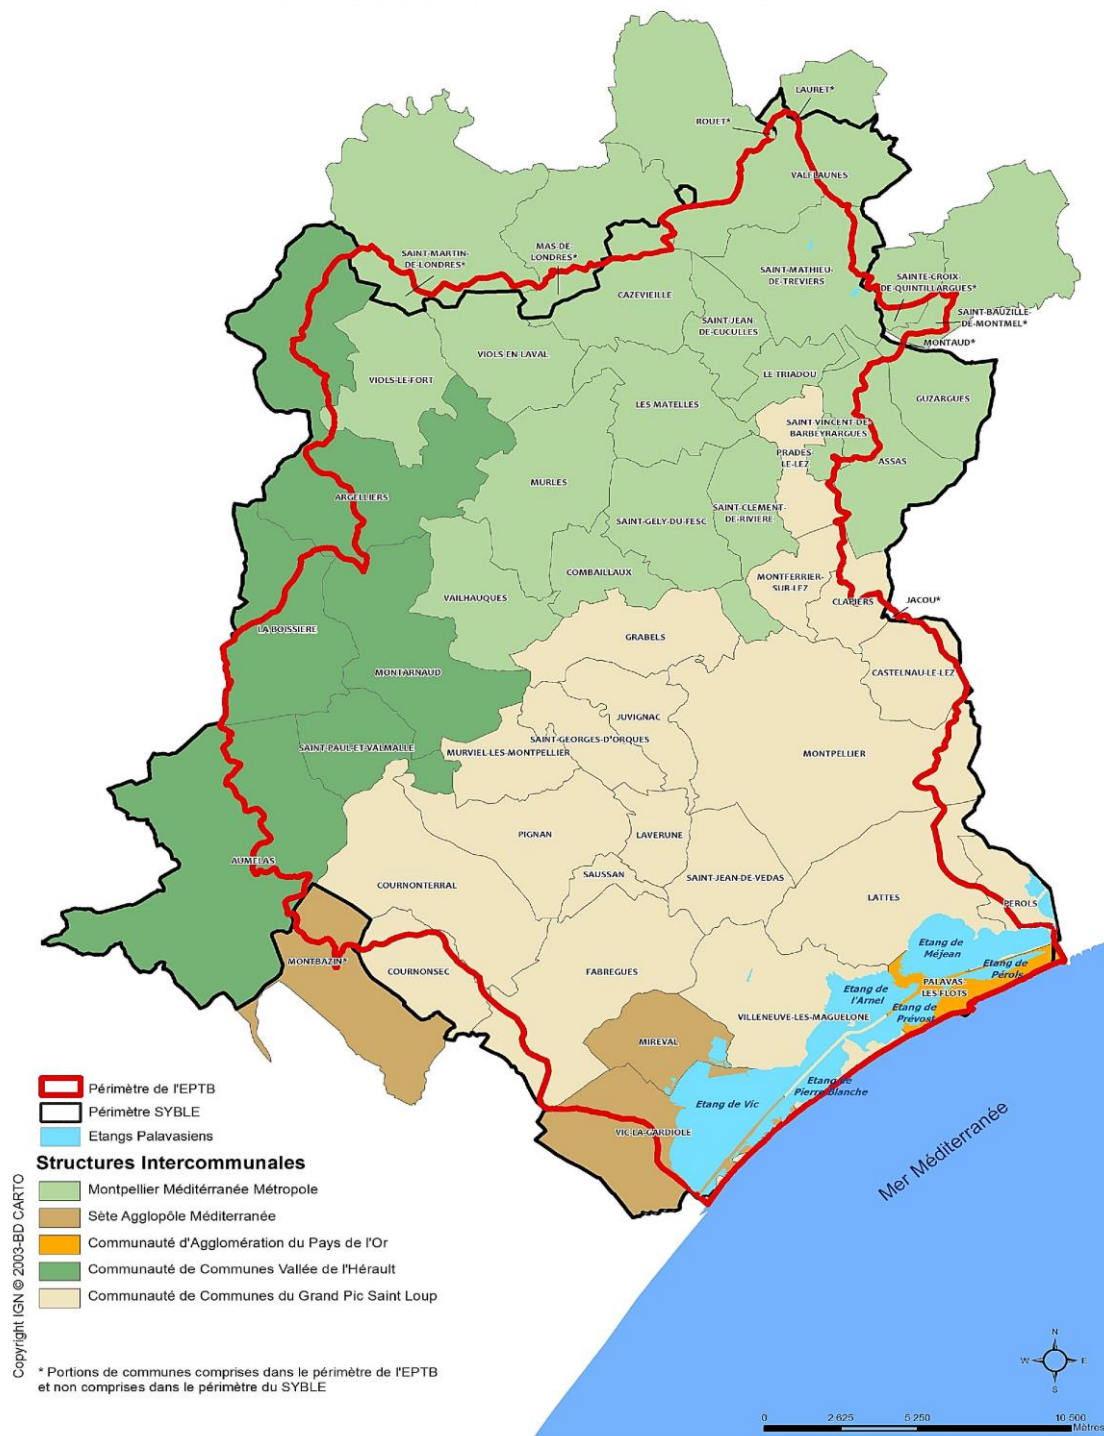 LAURET*
ROUET*
VALFLAUNES
SAINT-MARTIN-
DE-LONDRES*
MAS DE
LONDRES*
SAINT-MATHIEU-
DE-TREVIERS
SAINTE-CROIX-
DE-QUINTILLARGUES*
CAZEVIEILLE
SAINT-BAUZILLE-
DE-MONTMEL*
SAINT-JEAN-
DE-CUCULLES
MONTAUD*
VIOLS-EN-LAVAL
LE TRIADOU
VIOLS-LE-FORT
GUZARGUES
LES MATELLES
SAINT-VINCENT-DE-
BARBEYRARGUES
PRADES-
LE-LEZ
ASSAS
MURLES
ARGELLIERS
SAINT-CLEMENT-
DE-RIVIERE
SAINT-GELY-DU-FESC
COMBAILLAUX
MONTFERRIER-
SUR-LEZ
VAILHAUQUES
CLAPIERS
JACOU*
LA BOISSIERE
GRABELS
MONTARNAUD
CASTELNAU-LE-LEZ
JUVIGNAC
SAINT-GEORGES-D'ORQUES
SAINT-PAUL-ET-VALMALLE
MURVIEL-LES-MONTPELLIER
MONTPELLIER
PIGNAN
LAVERUNE
AUMELAS
SAUSSAN
SAINT-JEAN-DE-VEDAS
COURNONTERRAL
LATTES
PEROLS
Etang de
Méjean
MONTBAZIN*
COURNONSEC
FABREGUES
Etang de
Pérols
PALAVAS-
LES-FLOTS
Etang de
l'Arnel
Etang de
Prévost
VILLENEUVE-LES-MAGUELONE
MIREVAL
Etang de
Pierre Blanche
Etang de Vic
VIC-LA-GARDIOLE
Mer Méditerranée
Périmètre de l'EPTB
Périmètre SYBLE
Etangs Palavasiens
Structures Intercommunales
Montpellier Méditérranée Métropole
Sète Agglopôle Méditerranée
Communauté d'Agglomération du Pays de l'Or
Communauté de Communes Vallée de l'Hérault
Communauté de Communes du Grand Pic Saint Loup
Copyright IGN © 2003-BD CARTO
* Portions de communes comprises dans le périmètre de l'EPTB
et non comprises dans le périmètre du SYBLE
N
W E
S
0 2 625 5 250 10 500
Mètres